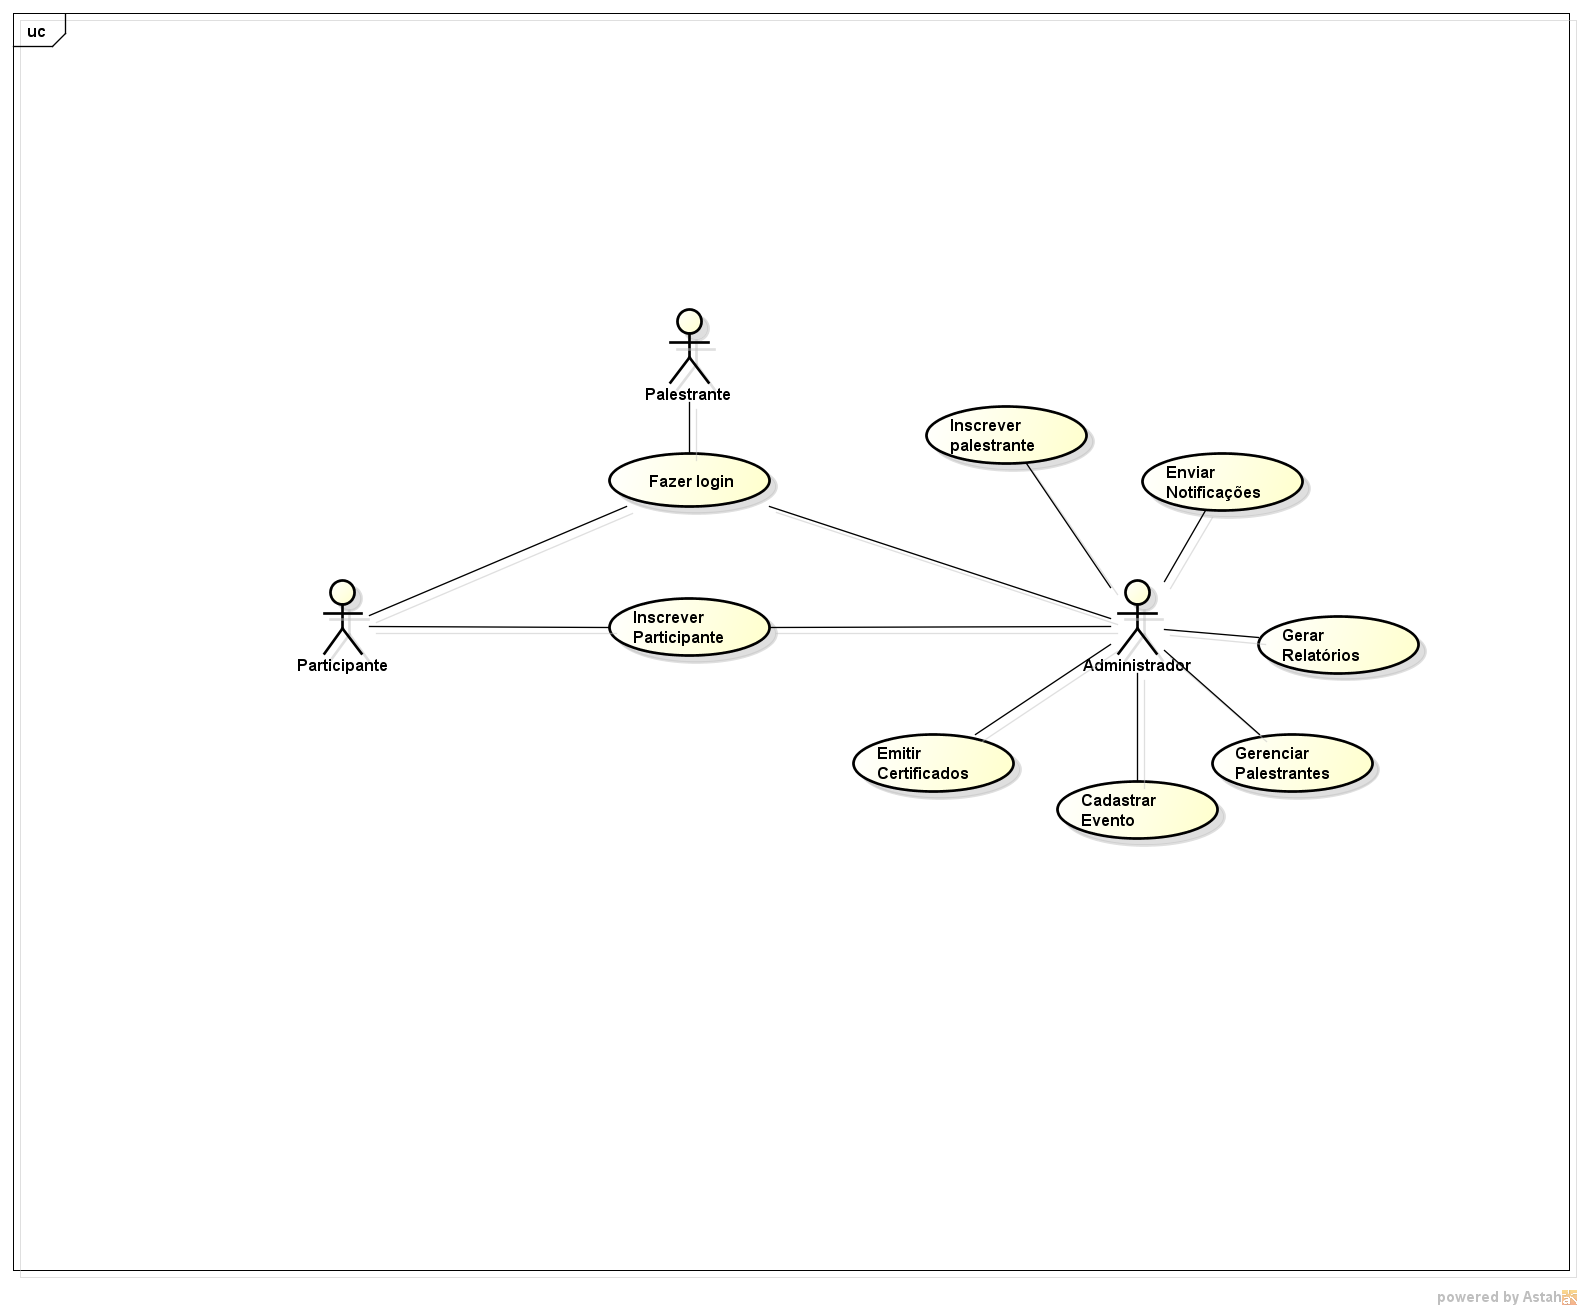 uc
Palestrante
Inscrever
palestrante
Enviar
Notificações
Fazer login
Inscrever
Participante
Gerar
Relatórios
Participante
Administrador
Emitir
Certificados
Gerenciar
Palestrantes
Cadastrar
Evento
powered by Astah